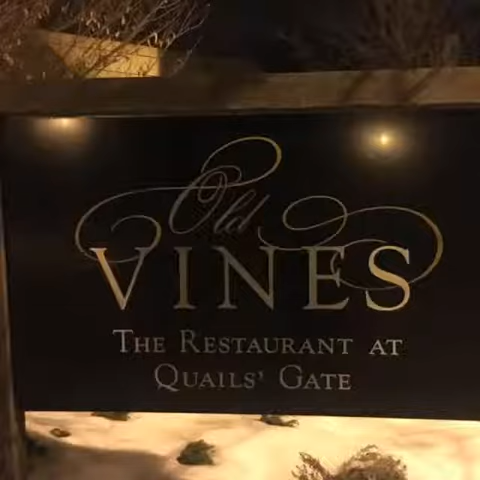 Old
VINES
THE RESTAURANT AT
QUAILS' GATE